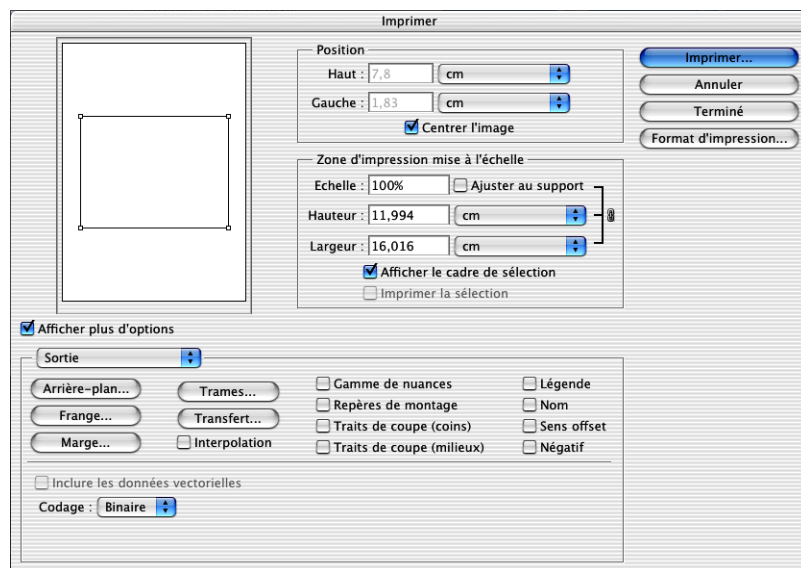 Imprimer
Position
Haut : 7,8 cm
Gauche : 1,83 cm
Centrer l'image
Imprimer...
Annuler
Terminé
Format d'impression...
Zone d'impression mise à l'échelle
Echelle : 100% Ajuster au support
Hauteur : 11,994 cm
Largeur : 16,016 cm
Afficher le cadre de sélection
Imprimer la sélection
Afficher plus d'options
Sortie
Arrière-plan... Trames... Gamme de nuances Légende
Frange... Transfert... Repères de montage Nom
Traits de coupe (coins) Sens offset
Marge... Interpolation Traits de coupe (milieux) Négatif
Inclure les données vectorielles
Codage : Binaire